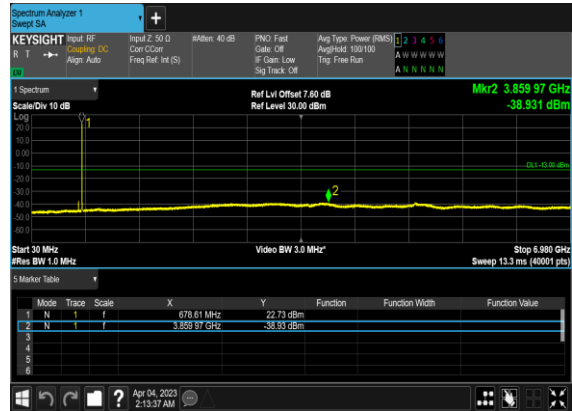 Spectrum Analyzer 1
Swept SA
+
KEYSIGHT Input: RF Input Z: 50 Ω #Atten: 40 dB PNO: Fast Avg Type: Power (RMS) 1 2 3 4 5 6
R T Coupling: DC Corr CCorr Gate: Off Avg|Hold: 100/100 A W W W W W
Align: Auto Freq Ref: Int (S) IF Gain: Low Trig: Free Run
Sig Track: Off A N N N N N
1 Spectrum Ref Lvl Offset 7.60 dB Mkr2 3.859 97 GHz
Scale/Div 10 dB Ref Level 30.00 dBm -38.931 dBm
Log
20.0
10.0
0.00
-10.0
-20.0
-30.0
-40.0
-50.0
-60.0
1
DL1 -13.00 dBm
2
Start 30 MHz Video BW 3.0 MHz* Stop 6.980 GHz
#Res BW 1.0 MHz Sweep 13.3 ms (40001 pts)
5 Marker Table
Mode Trace Scale X Y Function Function Width Function Value
1 N 1 f 678.61 MHz 22.73 dBm
2 N 1 f 3.859 97 GHz -38.93 dBm
3
4
5
6
? Apr 04, 2023
2:13:37 AM